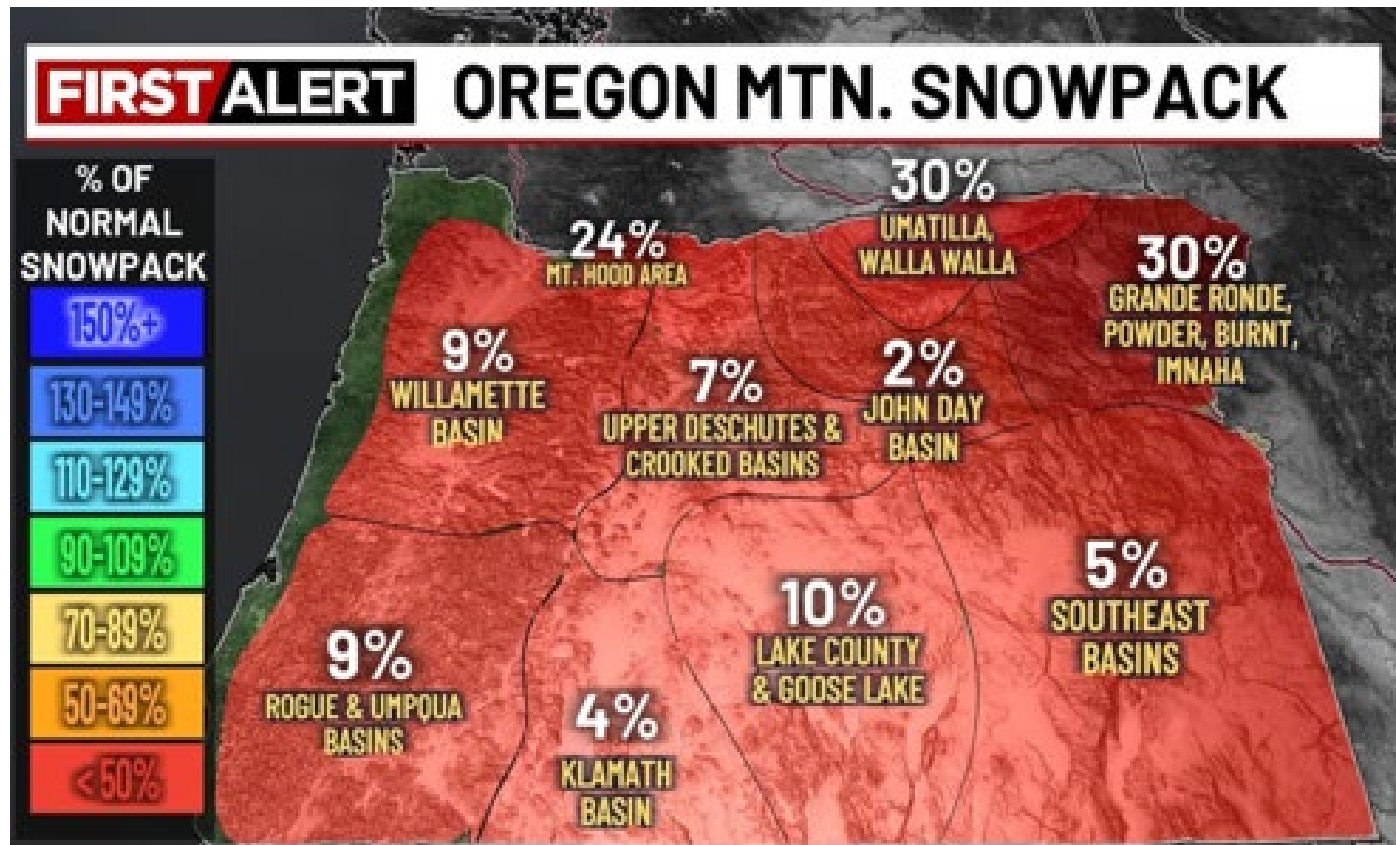 FIRST ALERT OREGON MTN. SNOWPACK
% OF
NORMAL
SNOWPACK
150%+
130-149%
110-129%
90-109%
70-89%
50-69%
< 50%
24%
MT. HOOD AREA
30%
UMATILLA,
WALLA WALLA
30%
GRANDE RONDE,
POWDER, BURNT,
IMNAHA
9%
WILLAMETTE
BASIN
7%
UPPER DESCHUTES &
CROOKED BASINS
2%
JOHN DAY
BASIN
9%
ROGUE & UMPQUA
BASINS
4%
KLAMATH
BASIN
10%
LAKE COUNTY
& GOOSE LAKE
5%
SOUTHEAST
BASINS